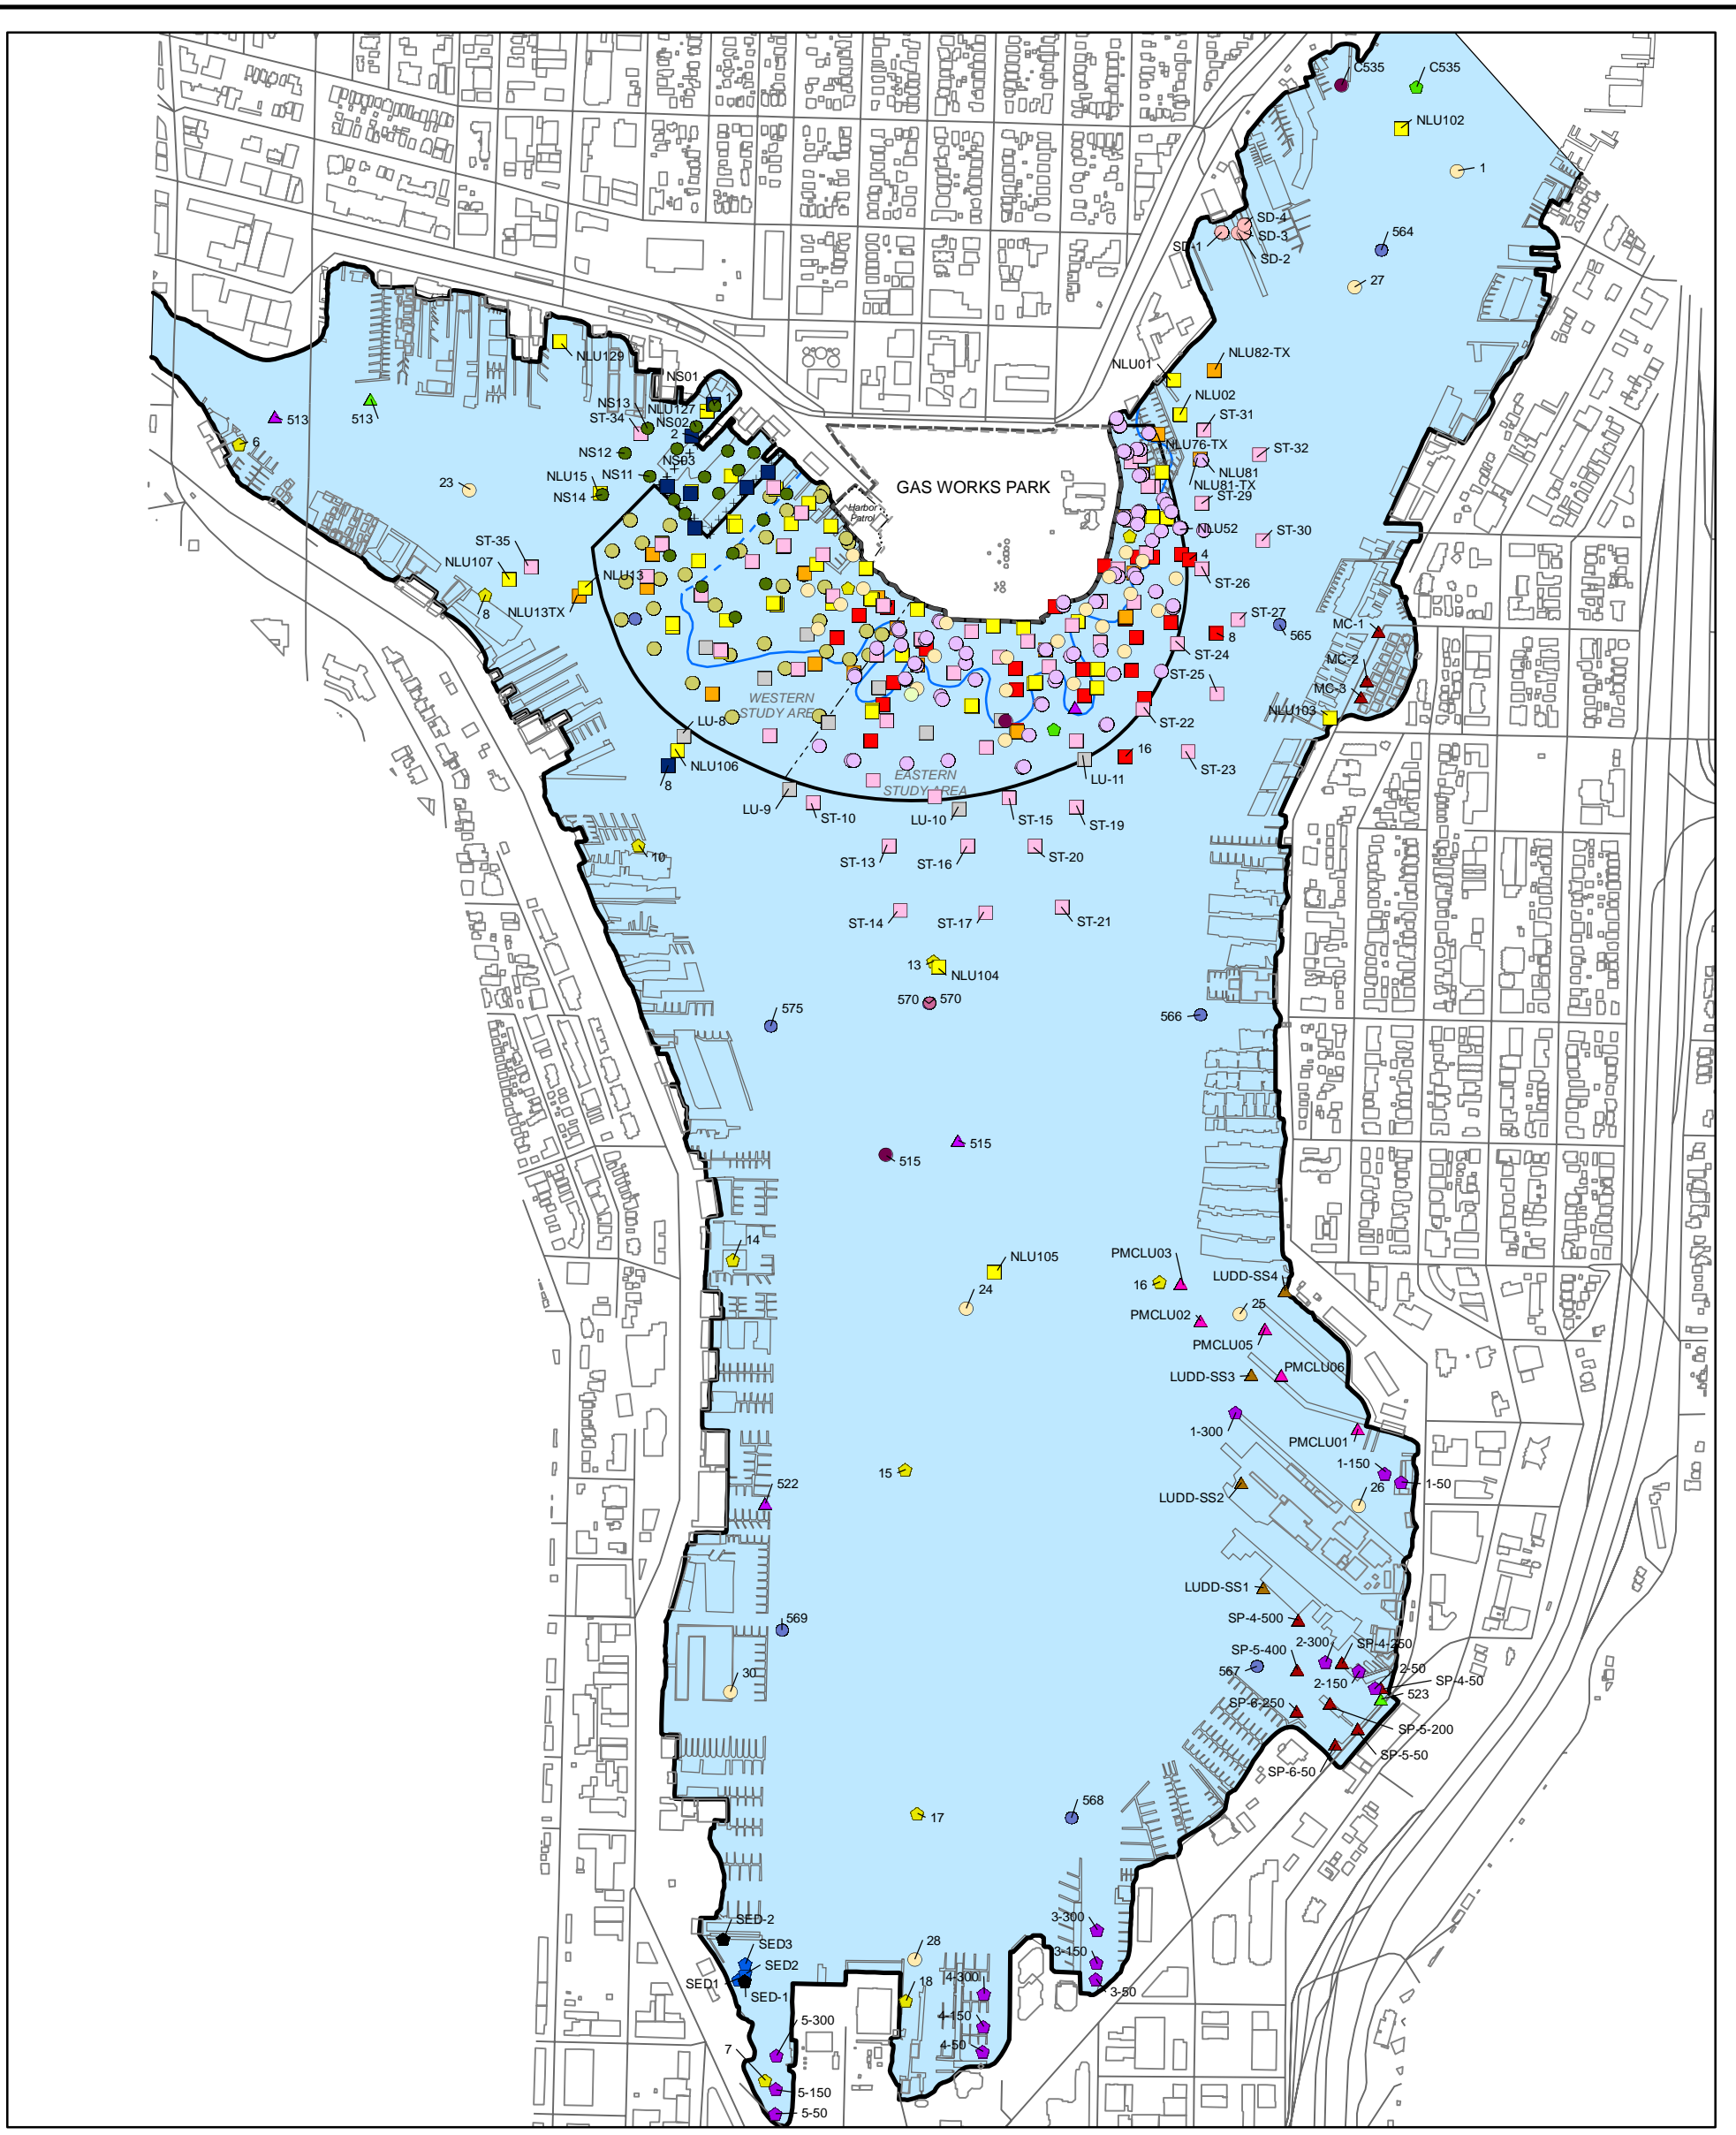 C535
C535
NLU102
1
SD-4
SD-1
SD-3
SD-2
564
27
NLU129
NLU82-TX
NLU01
NS01
1
NS13
NLU127
NLU02
513
513
ST-34
NS02
ST-31
2
6
NLU76-TX
NS12
NS03
ST-32
NLU15
NS11
NLU81
23
GAS WORKS PARK
NLU81-TX
NS14
ST-29
Harbor
Patrol
NLU52
ST-35
ST-30
4
NLU107
NLU13
ST-26
8
NLU13TX
ST-27
565
MC-1
8
ST-24
MC-2
ST-25
MC-3
WESTERN
STUDY AREA
NLU103
LU-8
ST-22
16
NLU106
ST-23
8
EASTERN
STUDY AREA
LU-11
LU-9
ST-10
LU-10
ST-15
ST-19
10
ST-13
ST-16
ST-20
ST-14
ST-17
ST-21
13
NLU104
570
570
575
566
515
515
14
PMCLU03
NLU105
LUDD-SS4
16
24
25
PMCLU02
PMCLU05
PMCLU06
LUDD-SS3
1-300
PMCLU01
1-150
15
522
26
1-50
LUDD-SS2
LUDD-SS1
SP-4-500
569
2-300
SP-4-250
SP-5-400
567
2-50
30
2-150
SP-4-50
523
SP-6-250
SP-5-200
SP-5-50
SP-6-50
568
17
SED-2
3-300
28
SED3
3-150
SED2
4-300
SED1
18
3-50
SED-1
4-150
5-300
4-50
7
5-150
5-50